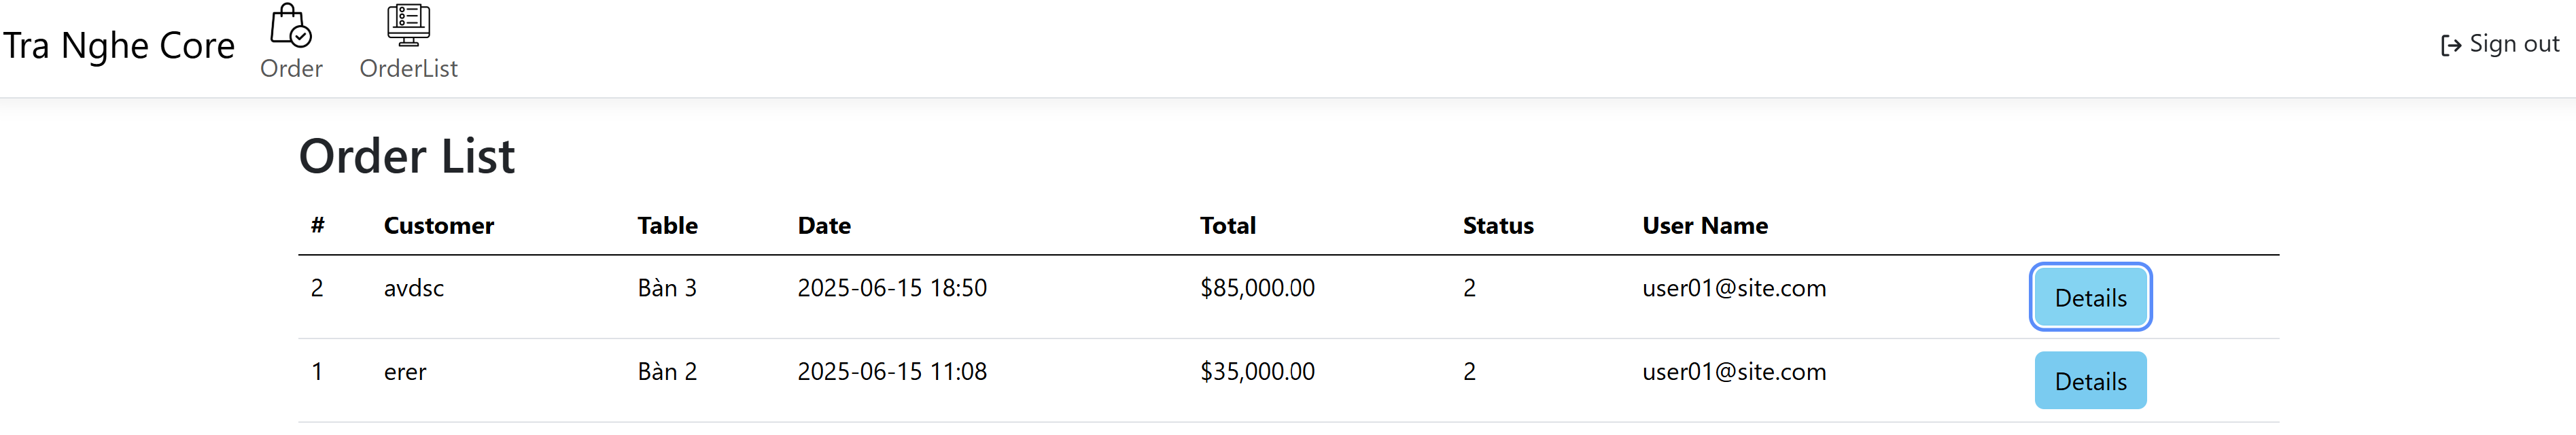 Tra Nghe Core Order OrderList Sign out
Order List
# Customer Table Date Total Status User Name
2 avdsc Bàn 3 2025-06-15 18:50 $85,000.00 2 user01@site.com Details
1 erer Bàn 2 2025-06-15 11:08 $35,000.00 2 user01@site.com Details